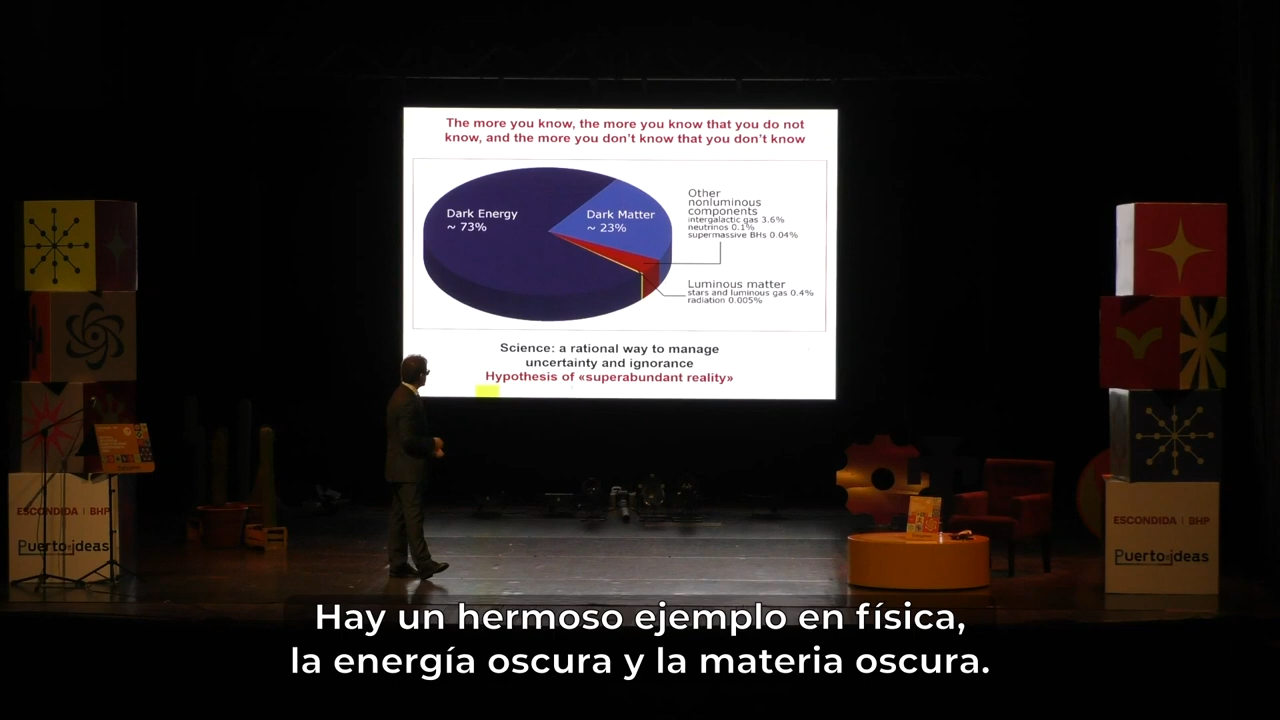 The more you know, the more you know that you do not
know, and the more you don't know that you don't know
Dark Energy
~ 73%
Dark Matter
~ 23%
Other
nonluminous
components
intergalactic gas 3.6%
neutrinos 0.1%
supermassive BHs 0.04%
Luminous matter
stars and luminous gas 0.4%
radiation 0.005%
Science: a rational way to manage
uncertainty and ignorance
Hypothesis of «superabundant reality»
ESCONDIDA | BHP
Puerto ideas
ESCONDIDA | BHP
Puerto ideas
Hay un hermoso ejemplo en física,
la energía oscura y la materia oscura.